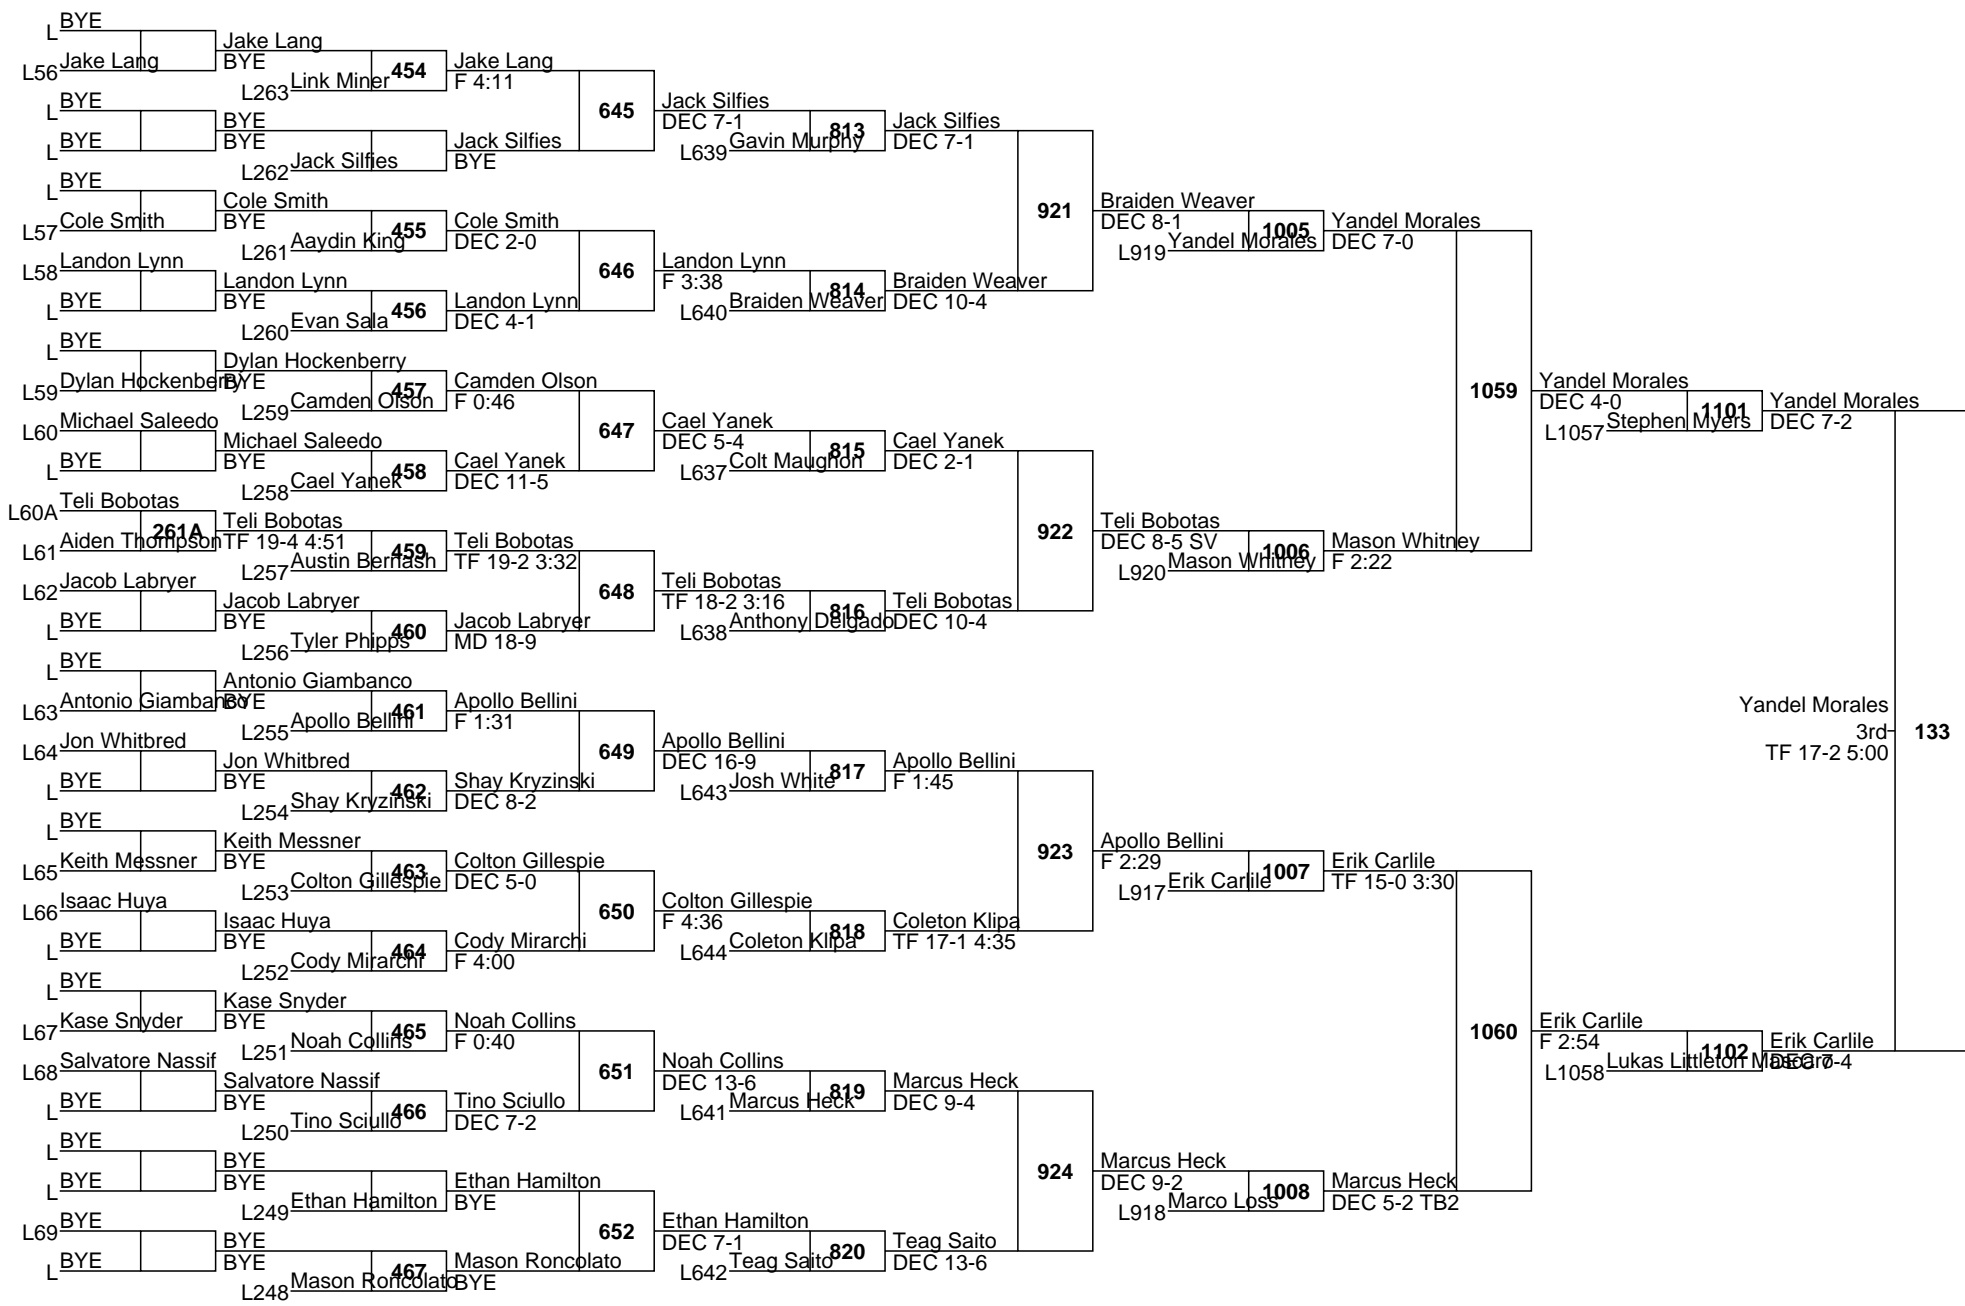 BYE
L
Jake Lang
BYE
L56 Jake Lang
454
Jake Lang
F 4:11
L263 Link Miner
645
Jack Silfies
DEC 7-1
L BYE
BYE
BYE
L BYE
Jack Silfies
BYE
L262 Jack Silfies
L639 Gavin Murphy
813
Jack Silfies
DEC 7-1
921
Braiden Weaver
DEC 8-1
L BYE
Cole Smith
BYE
L57 Cole Smith
455
Cole Smith
DEC 2-0
L261 Aaydin King
646
Landon Lynn
F 3:38
L58 Landon Lynn
Landon Lynn
BYE
L BYE
456
Landon Lynn
DEC 4-1
L260 Evan Sala
L640 Braiden Weaver
814
Braiden Weaver
DEC 10-4
L919 Yandel Morales
1005
Yandel Morales
DEC 7-0
L BYE
Dylan Hockenberry
BYE
L59 Dylan Hockenberry
457
Camden Olson
F 0:46
L259 Camden Olson
647
Cael Yanek
DEC 5-4
L60 Michael Saleedo
Michael Saleedo
BYE
L BYE
458
Cael Yanek
DEC 11-5
L258 Cael Yanek
L637 Colt Maughon
815
Cael Yanek
DEC 2-1
922
Teli Bobotas
DEC 8-5 SV
L60A Teli Bobotas
261A
Teli Bobotas
TF 19-4 4:51
L61 Aiden Thompson
459
Teli Bobotas
TF 19-2 3:32
L257 Austin Bernash
648
Teli Bobotas
TF 18-2 3:16
L62 Jacob Labryer
Jacob Labryer
BYE
L BYE
460
Jacob Labryer
MD 18-9
L256 Tyler Phipps
L638 Anthony Delgado
816
Teli Bobotas
DEC 10-4
L920 Mason Whitney
1006
Mason Whitney
F 2:22
1059
Yandel Morales
DEC 4-0
L1057 Stephen Myers
1101
Yandel Morales
DEC 7-2
L BYE
Antonio Giambanco
BYE
L63 Antonio Giambanco
461
Apollo Bellini
F 1:31
L255 Apollo Bellini
649
Apollo Bellini
DEC 16-9
L64 Jon Whitbred
Jon Whitbred
BYE
L BYE
462
Shay Kryzinski
DEC 8-2
L254 Shay Kryzinski
L643 Josh White
817
Apollo Bellini
F 1:45
923
Apollo Bellini
F 2:29
Yandel Morales
3rd
TF 17-2 5:00
133
L BYE
Keith Messner
BYE
L65 Keith Messner
463
Colton Gillespie
DEC 5-0
L253 Colton Gillespie
650
Colton Gillespie
F 4:36
L66 Isaac Huya
Isaac Huya
BYE
L BYE
464
Cody Mirarchi
F 4:00
L252 Cody Mirarchi
L644 Coleton Klipa
818
Coleton Klipa
TF 17-1 4:35
L917 Erik Carlile
1007
Erik Carlile
TF 15-0 3:30
L BYE
Kase Snyder
BYE
L67 Kase Snyder
465
Noah Collins
F 0:40
L251 Noah Collins
651
Noah Collins
DEC 13-6
L68 Salvatore Nassif
Salvatore Nassif
BYE
L BYE
466
Tino Sciullo
DEC 7-2
L250 Tino Sciullo
L641 Marcus Heck
819
Marcus Heck
DEC 9-4
924
Marcus Heck
DEC 9-2
L BYE
BYE
BYE
L BYE
Ethan Hamilton
BYE
L249 Ethan Hamilton
652
Ethan Hamilton
DEC 7-1
L69 BYE
BYE
BYE
L BYE
467
Mason Roncolato
BYE
L248 Mason Roncolato
L642 Teag Saito
820
Teag Saito
DEC 13-6
L918 Marco Loss
1008
Marcus Heck
DEC 5-2 TB2
1060
Erik Carlile
F 2:54
L1058 Lukas Littleton Mascaro
1102
Erik Carlile
DEC 7-4